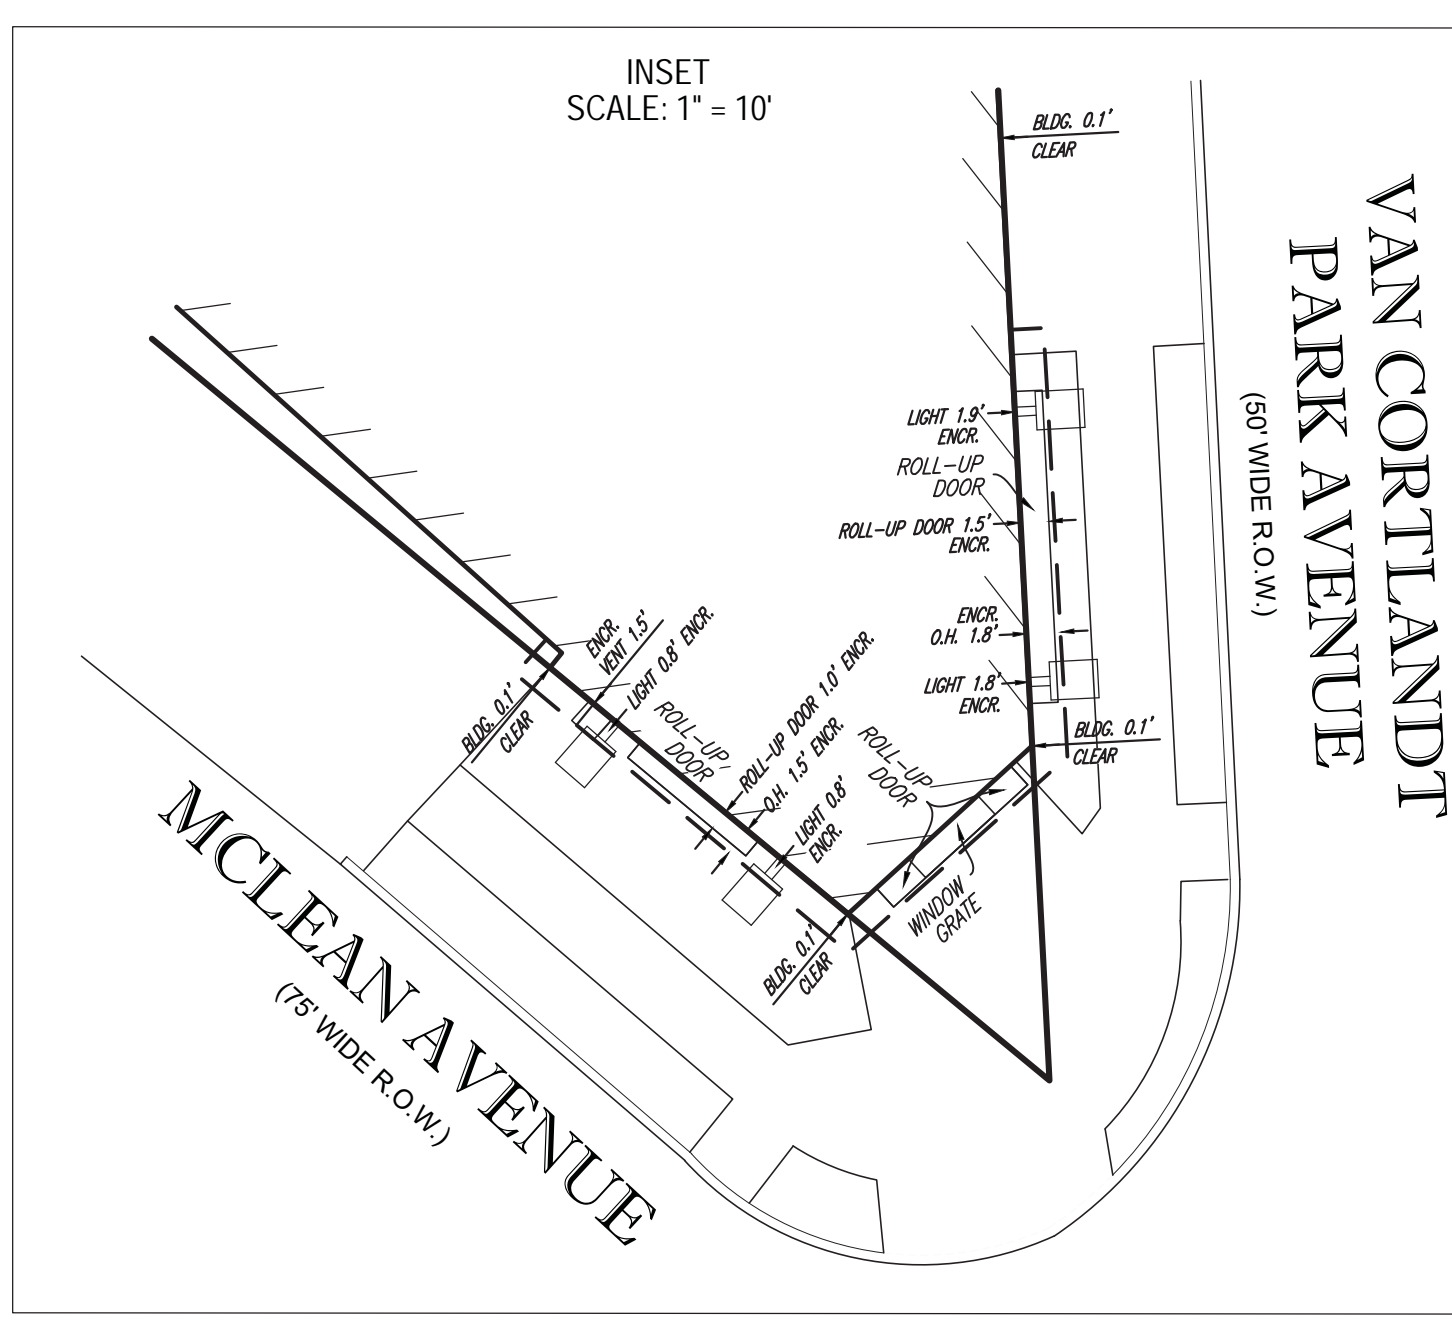 INSET
SCALE: 1" = 10'
BLDG. 0.1'
CLEAR
VAN CORTLANDT
PARK AVENUE
(50' WIDE R.O.W.)
LIGHT 1.9'
ENCR.
ROLL-UP
DOOR
ROLL-UP DOOR 1.5'
ENCR.
ENCR.
O.H. 1.8'
LIGHT 1.8'
ENCR.
BLDG. 0.1'
CLEAR
ENCR.
VENT 1.5'
LIGHT 0.8' ENCR.
ROLL-UP
DOOR
ROLL-UP DOOR 1.0' ENCR.
O.H. 1.5' ENCR.
LIGHT 0.8'
ENCR.
ROLL-UP
DOOR
WINDOW
GRATE
BLDG. 0.1'
CLEAR
BLDG. 0.1'
CLEAR
MCLEAN AVENUE
(75' WIDE R.O.W.)